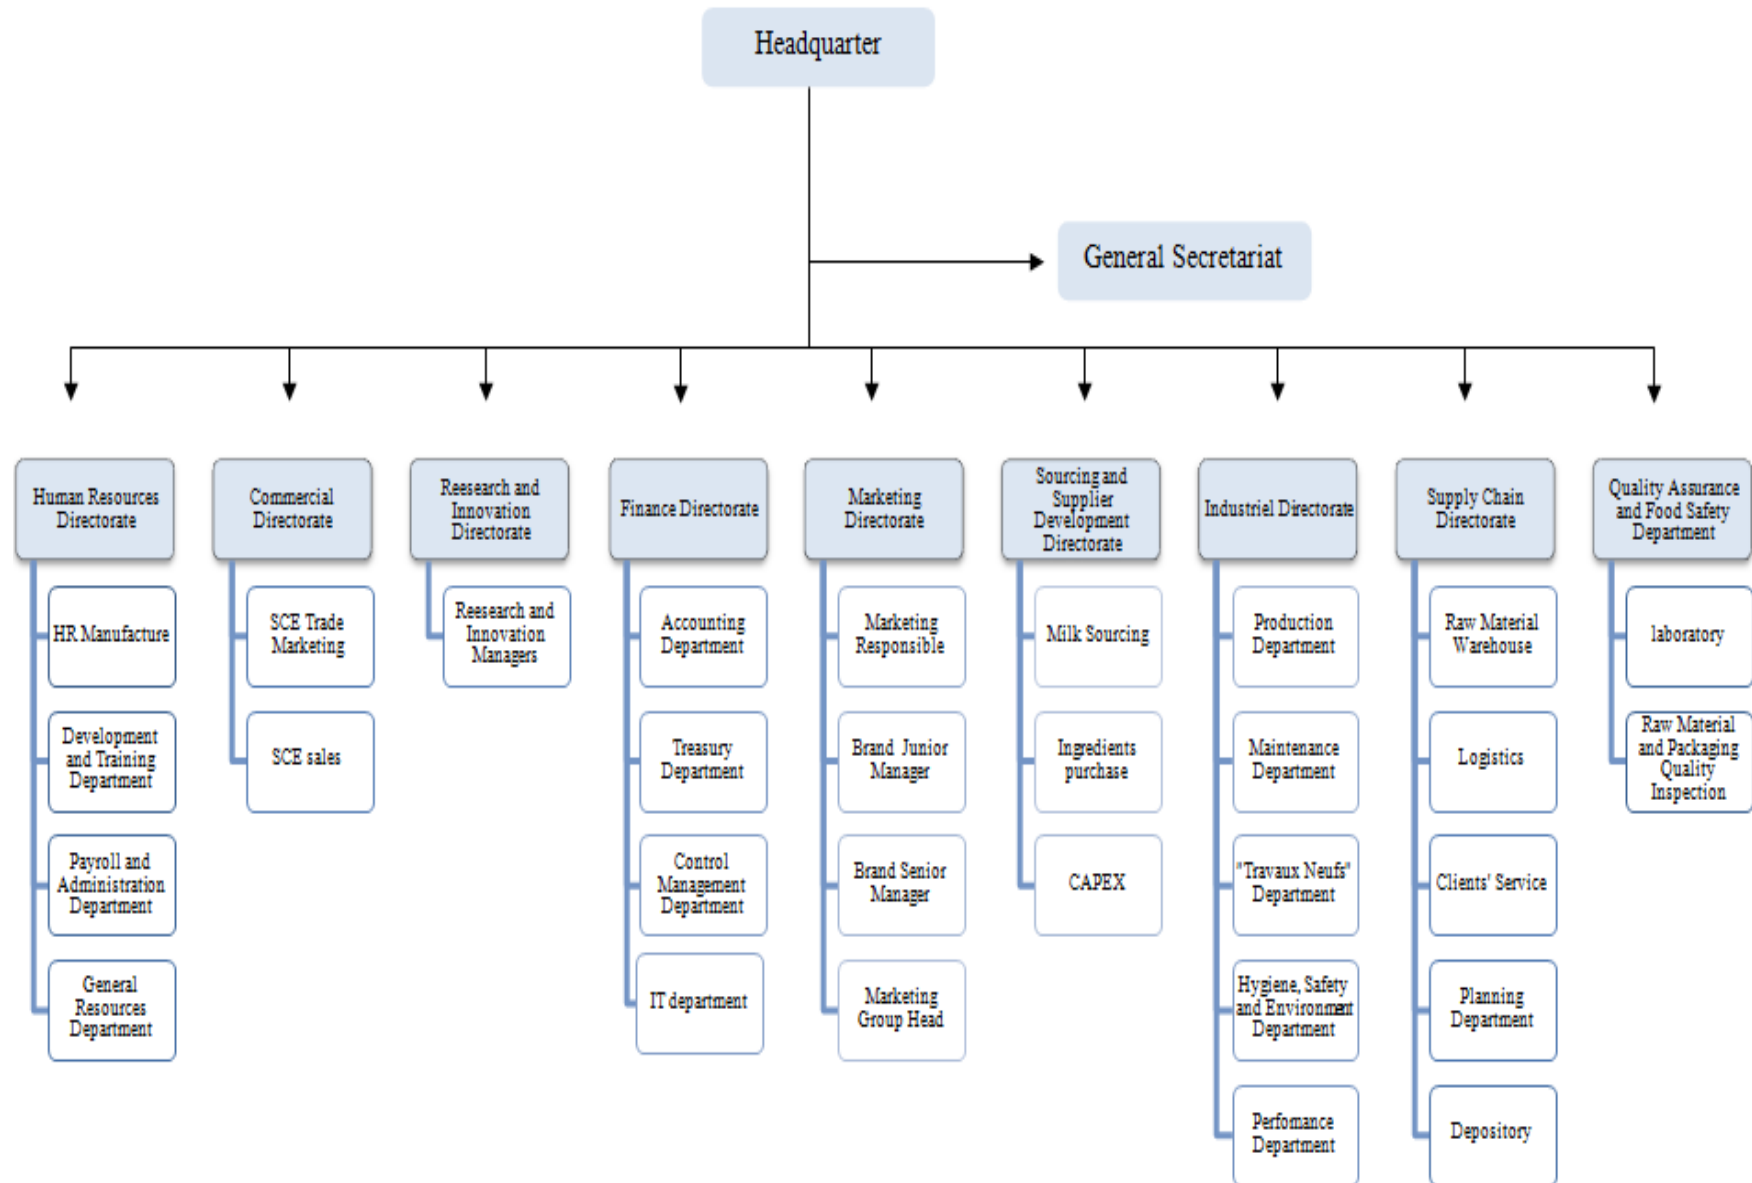 Headquarter
General Secretariat
Human Resources
Directorate
Commercial
Directorate
Reesearch and
Innovation
Directorate
Finance Directorate
Marketing
Directorate
Sourcing and
Supplier
Development
Directorate
Industriel Directorate
Supply Chain
Directorate
Quality Assurance
and Food Safety
Department
HR Manufacture
Development
and Training
Department
Payroll and
Administration
Department
General
Resources
Department
SCE Trade
Marketing
SCE sales
Reesearch and
Innovation
Managers
Accounting
Department
Treasury
Department
Control
Management
Department
IT department
Marketing
Responsible
Brand Junior
Manager
Brand Senior
Manager
Marketing
Group Head
Milk Sourcing
Ingredients
purchase
CAPEX
Production
Department
Maintenance
Department
"Travaux Neufs"
Department
Hygiene, Safety
and Environment
Department
Perfomance
Department
Raw Material
Warehouse
Logistics
Clients' Service
Planning
Department
Depository
laboratory
Raw Material
and Packaging
Quality
Inspection